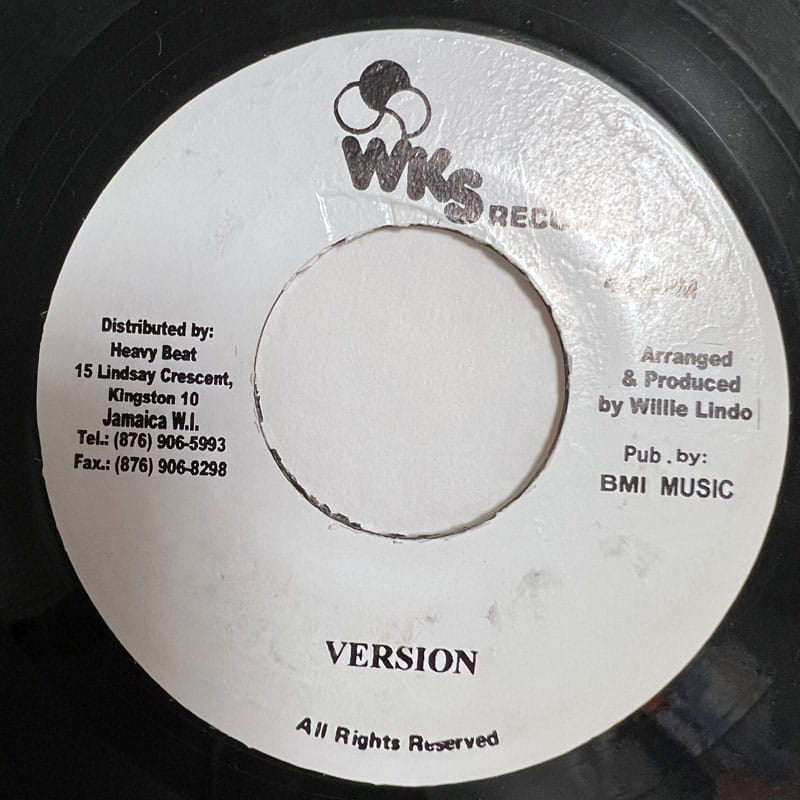 WKS
Distributed by:
Heavy Beat
15 Lindsay Crescent,
Kingston 10
Jamaica W.I.
Tel.: (876) 906-5993
Fax.: (876) 906-8298
Arranged
& Produced
by Willie Lindo
Pub. by:
BMI MUSIC
VERSION
All Rights Reserved